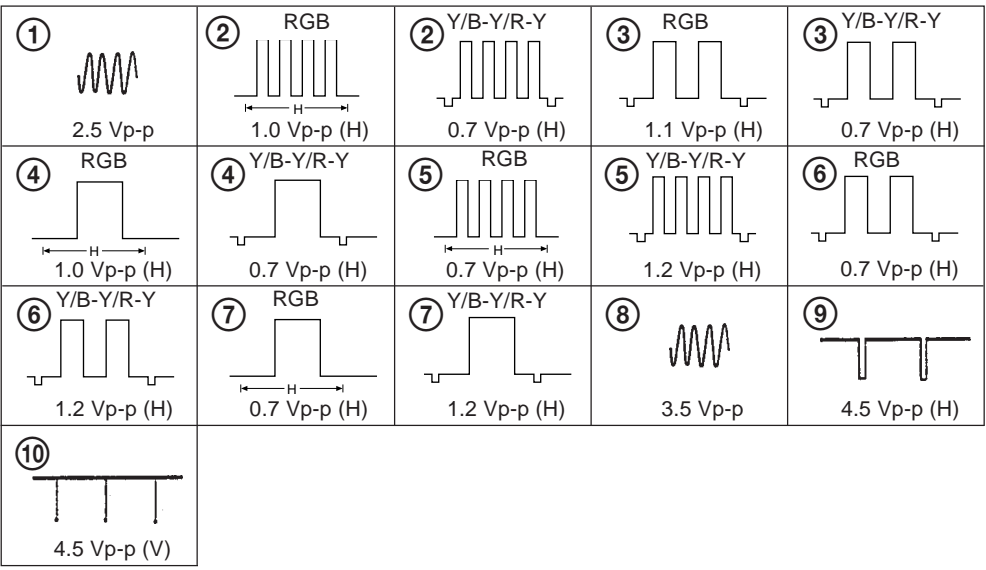 ① 2.5 Vp-p
② RGB H 1.0 Vp-p (H)
② Y/B-Y/R-Y 0.7 Vp-p (H)
③ RGB 1.1 Vp-p (H)
③ Y/B-Y/R-Y 0.7 Vp-p (H)
④ RGB H 1.0 Vp-p (H)
④ Y/B-Y/R-Y 0.7 Vp-p (H)
⑤ RGB H 0.7 Vp-p (H)
⑤ Y/B-Y/R-Y 1.2 Vp-p (H)
⑥ RGB 0.7 Vp-p (H)
⑥ Y/B-Y/R-Y 1.2 Vp-p (H)
⑦ RGB H 0.7 Vp-p (H)
⑦ Y/B-Y/R-Y 1.2 Vp-p (H)
⑧ 3.5 Vp-p
⑨ 4.5 Vp-p (H)
⑩ 4.5 Vp-p (V)